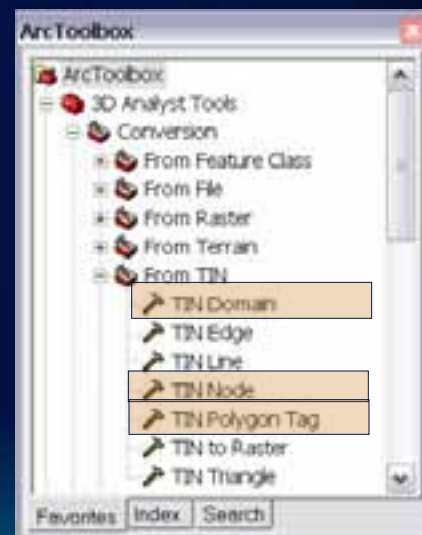 ArcToolbox
ArcToolbox
3D Analyst Tools
Conversion
From Feature Class
From File
From Raster
From Terrain
From TIN
TIN Domain
TIN Edge
TIN Line
TIN Node
TIN Polygon Tag
TIN to Raster
TIN Triangle
Favorites Index Search